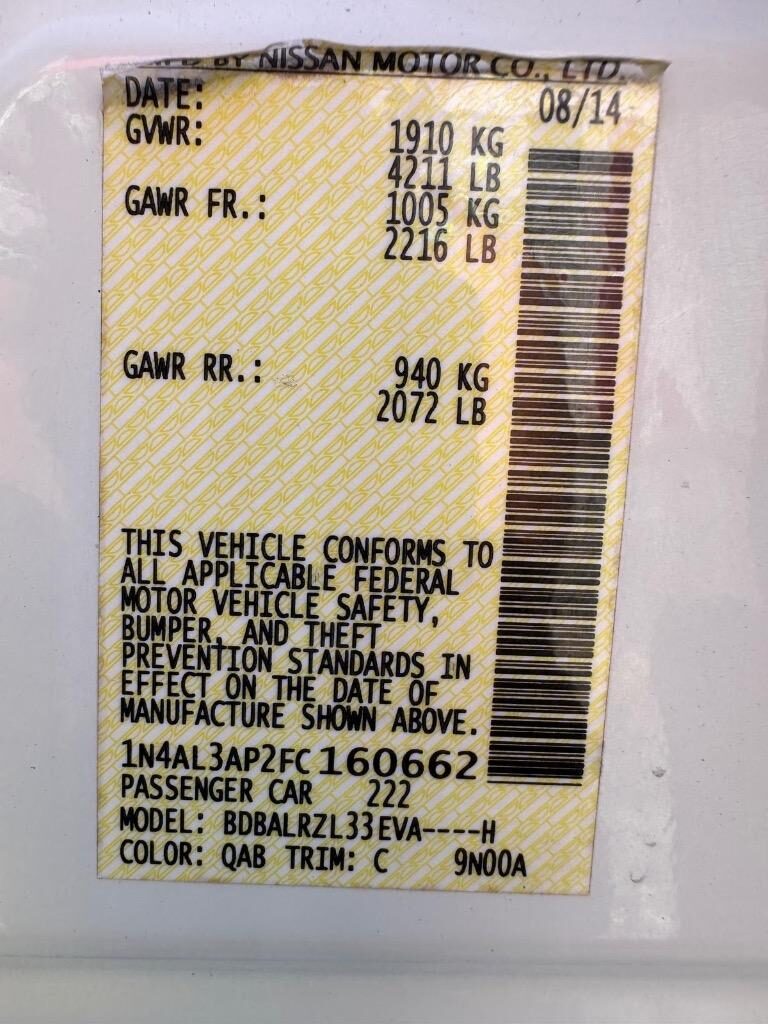 MFD BY NISSAN MOTOR CO., LTD.
DATE: 08/14
GVWR: 1910 KG
4211 LB
GAWR FR.: 1005 KG
2216 LB
GAWR RR.: 940 KG
2072 LB
THIS VEHICLE CONFORMS TO
ALL APPLICABLE FEDERAL
MOTOR VEHICLE SAFETY,
BUMPER, AND THEFT
PREVENTION STANDARDS IN
EFFECT ON THE DATE OF
MANUFACTURE SHOWN ABOVE.
1N4AL3AP2FC160662
PASSENGER CAR 222
MODEL: BDBALRZL33EVA----H
COLOR: QAB TRIM: C 9N00A